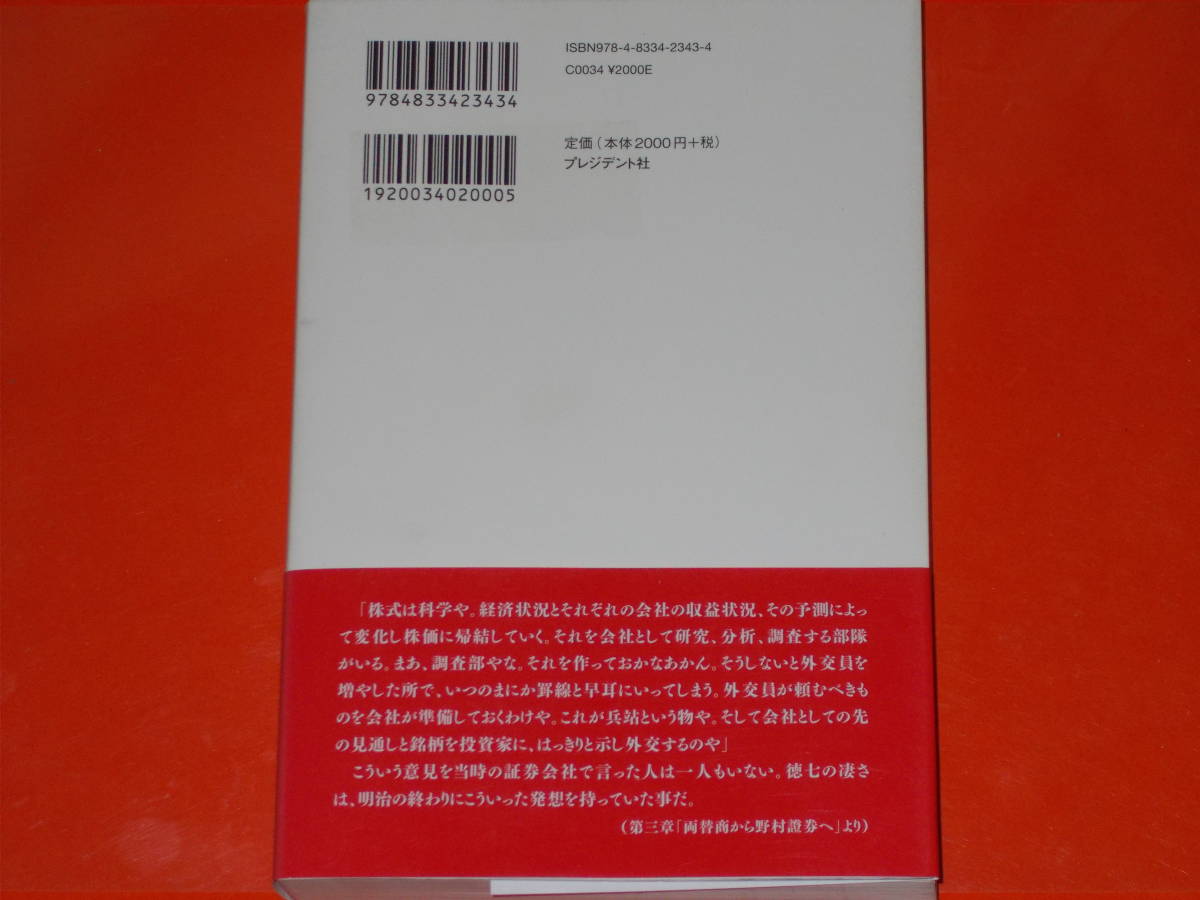 ISBN978-4-8334-2343-4
C0034 ¥2000E
9784833423434
定価(本体2000円+税)
プレジデント社
1920034020005
「株式は科学や。経済状況とそれぞれの会社の収益状況、その予測によっ
て変化し株価に帰結していく。それを会社として研究、分析、調査する部隊
がいる。まあ、調査部やな。それを作っておかなあかん。そうしないと外交員を
増やした所で、いつのまにか罫線と早耳にいってしまう。外交員が頼むべきも
のを会社が準備しておくわけや。これが兵站という物や。そして会社としての先
の見通しと銘柄を投資家に、はっきりと示し外交するのや」
こういう意見を当時の証券会社で言った人は一人もいない。徳七の凄さ
は、明治の終わりにこういった発想を持っていた事だ。
(第三章「両替商から野村證券へ」より)